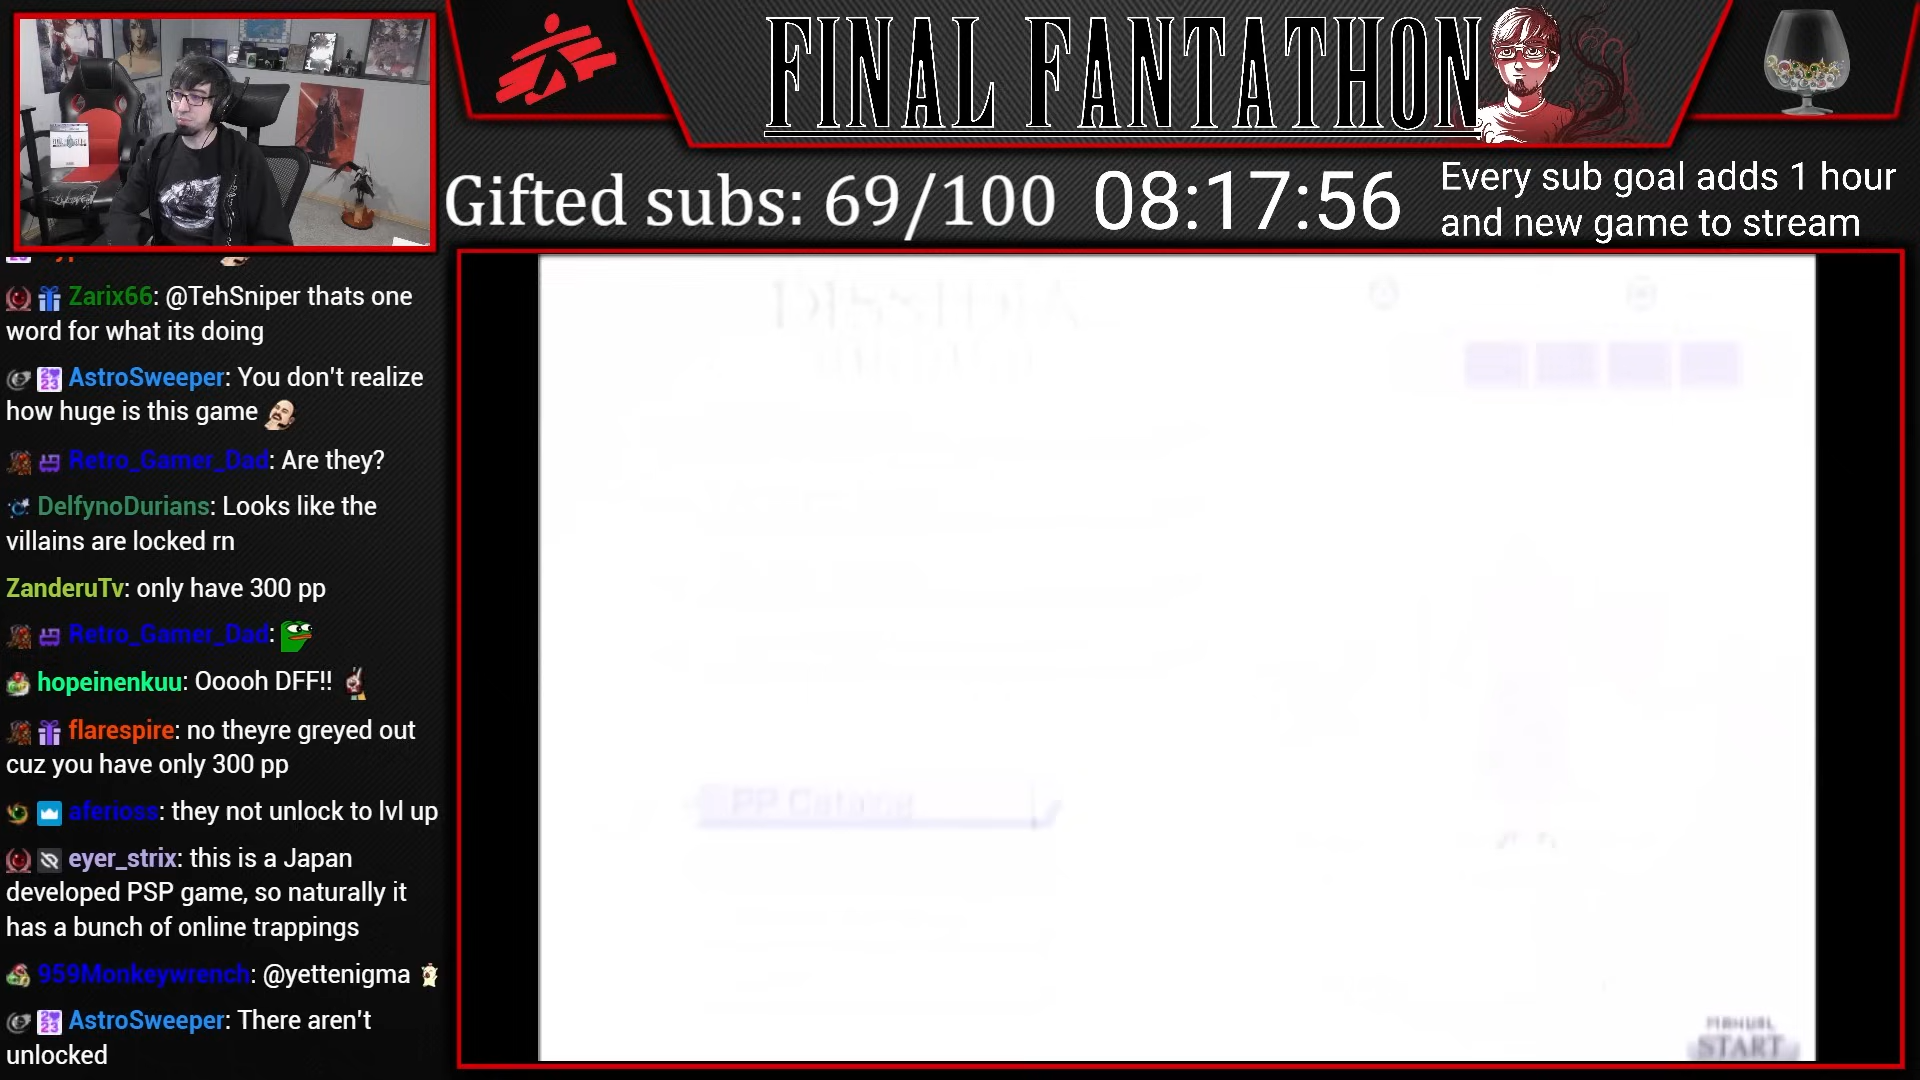 FINAL FANTATHON
Gifted subs: 69/100
08:17:56
Every sub goal adds 1 hour
and new game to stream
Zarix66: @TehSniper thats one
word for what its doing
AstroSweeper: You don't realize
how huge is this game
Retro_Gamer_Dad: Are they?
DelfynoDurians: Looks like the
villains are locked rn
ZanderuTv: only have 300 pp
Retro_Gamer_Dad:
hopeinenkuu: Ooooh DFF!!
flarespire: no theyre greyed out
cuz you have only 300 pp
aferioss: they not unlock to lvl up
eyer_strix: this is a Japan
developed PSP game, so naturally it
has a bunch of online trappings
959Monkeywrench: @yettenigma
AstroSweeper: There aren't
unlocked
DISSIDIA
PP Catalog
MANUAL
START